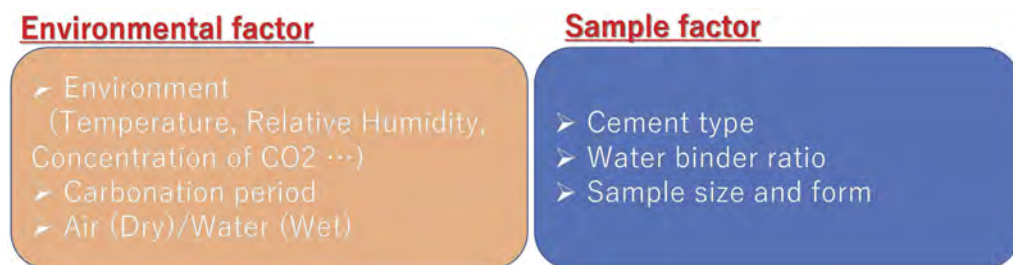 Environmental factor
➢ Environment
(Temperature, Relative Humidity,
Concentration of CO2 ⋯)
➢ Carbonation period
➢ Air (Dry)/Water (Wet)
Sample factor
➢ Cement type
➢ Water binder ratio
➢ Sample size and form